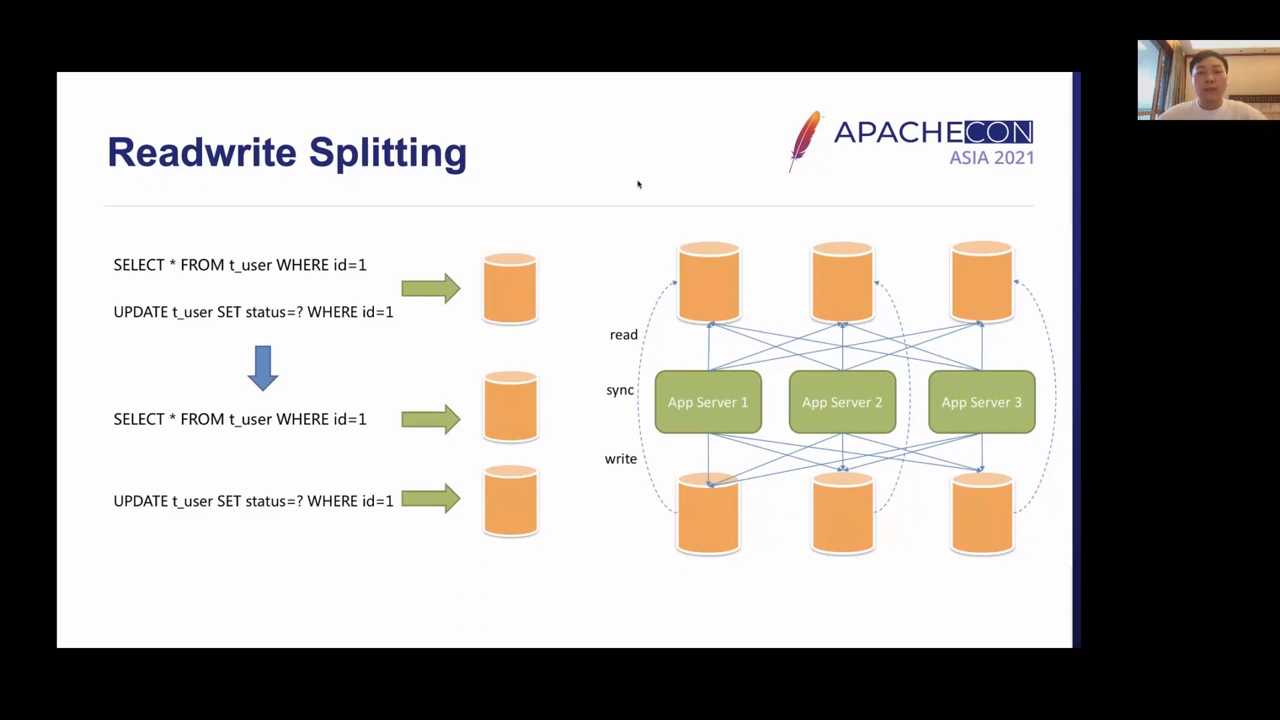 APACHECON
ASIA 2021
Readwrite Splitting
SELECT * FROM t_user WHERE id=1
UPDATE t_user SET status=? WHERE id=1
SELECT * FROM t_user WHERE id=1
UPDATE t_user SET status=? WHERE id=1
read
sync
write
App Server 1
App Server 2
App Server 3